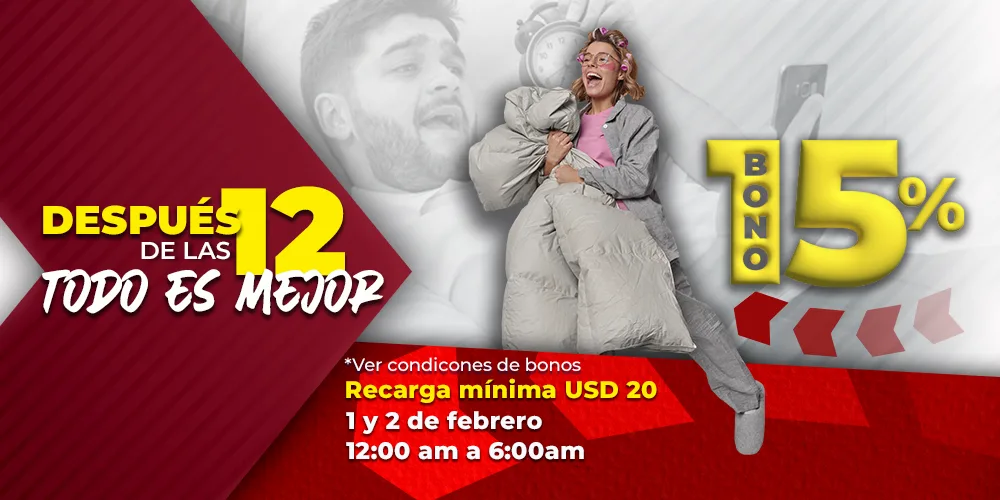 DESPUÉS
DE LAS 12
TODO ES MEJOR
BONO
15%
*Ver condicones de bonos
Recarga mínima USD 20
1 y 2 de febrero
12:00 am a 6:00am